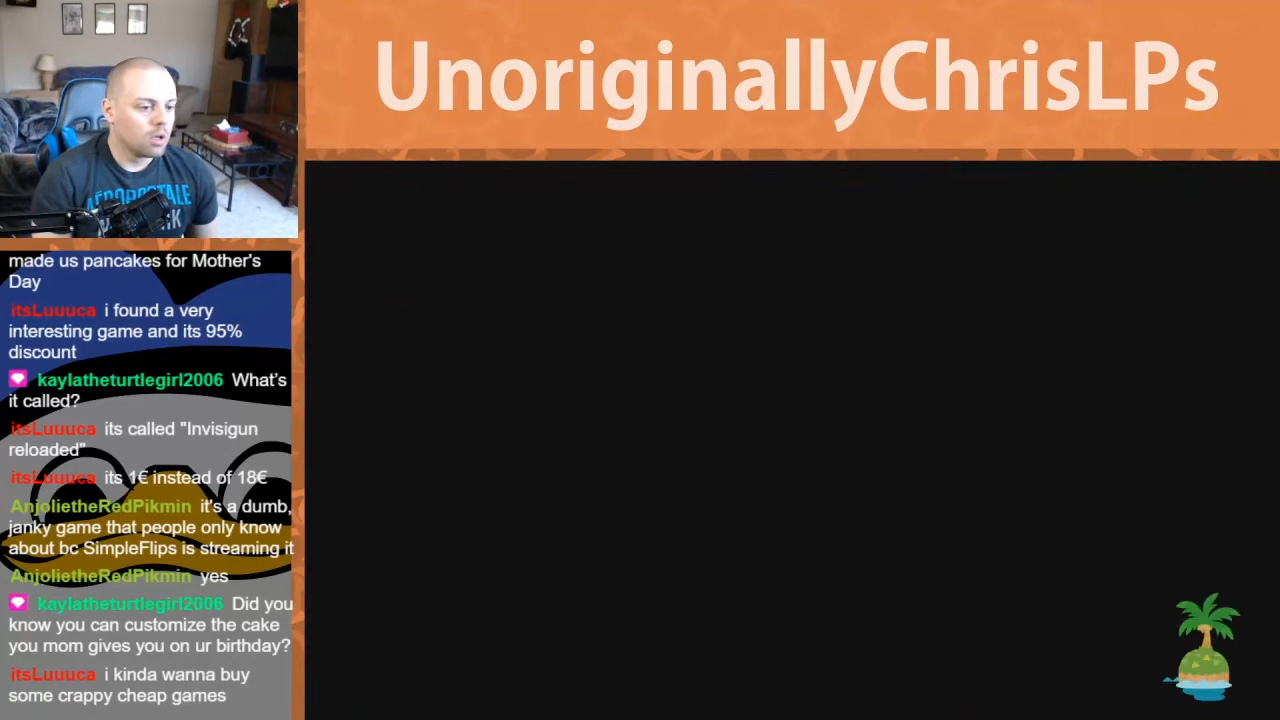 UnoriginallyChrisLPs
AÉROPOSTALE
made us pancakes for Mother's
Day
itsLuuuca i found a very
interesting game and its 95%
discount
kaylatheturtlegirl2006 What's
it called?
itsLuuuca its called "Invisigun
reloaded"
itsLuuuca its 1€ instead of 18€
AnjolietheRedPikmin it's a dumb,
janky game that people only know
about bc SimpleFlips is streaming it
AnjolietheRedPikmin yes
kaylatheturtlegirl2006 Did you
know you can customize the cake
you mom gives you on ur birthday?
itsLuuuca i kinda wanna buy
some crappy cheap games